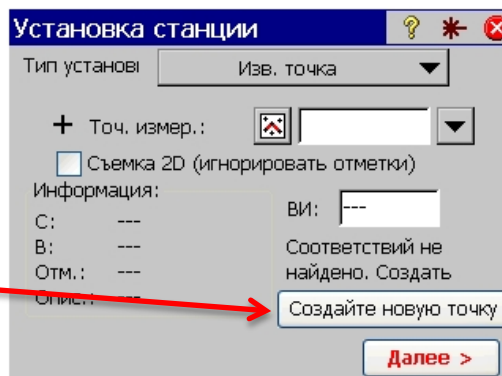 Установка станции
Тип установі Изв. точка
+ Точ. измер.:
Съемка 2D (игнорировать отметки)
Информация:
ВИ: ---
С: ---
В: ---
Соответствий не
Отм.: ---
найдено. Создать
Опис.: ---
Создайте новую точку
Далее >